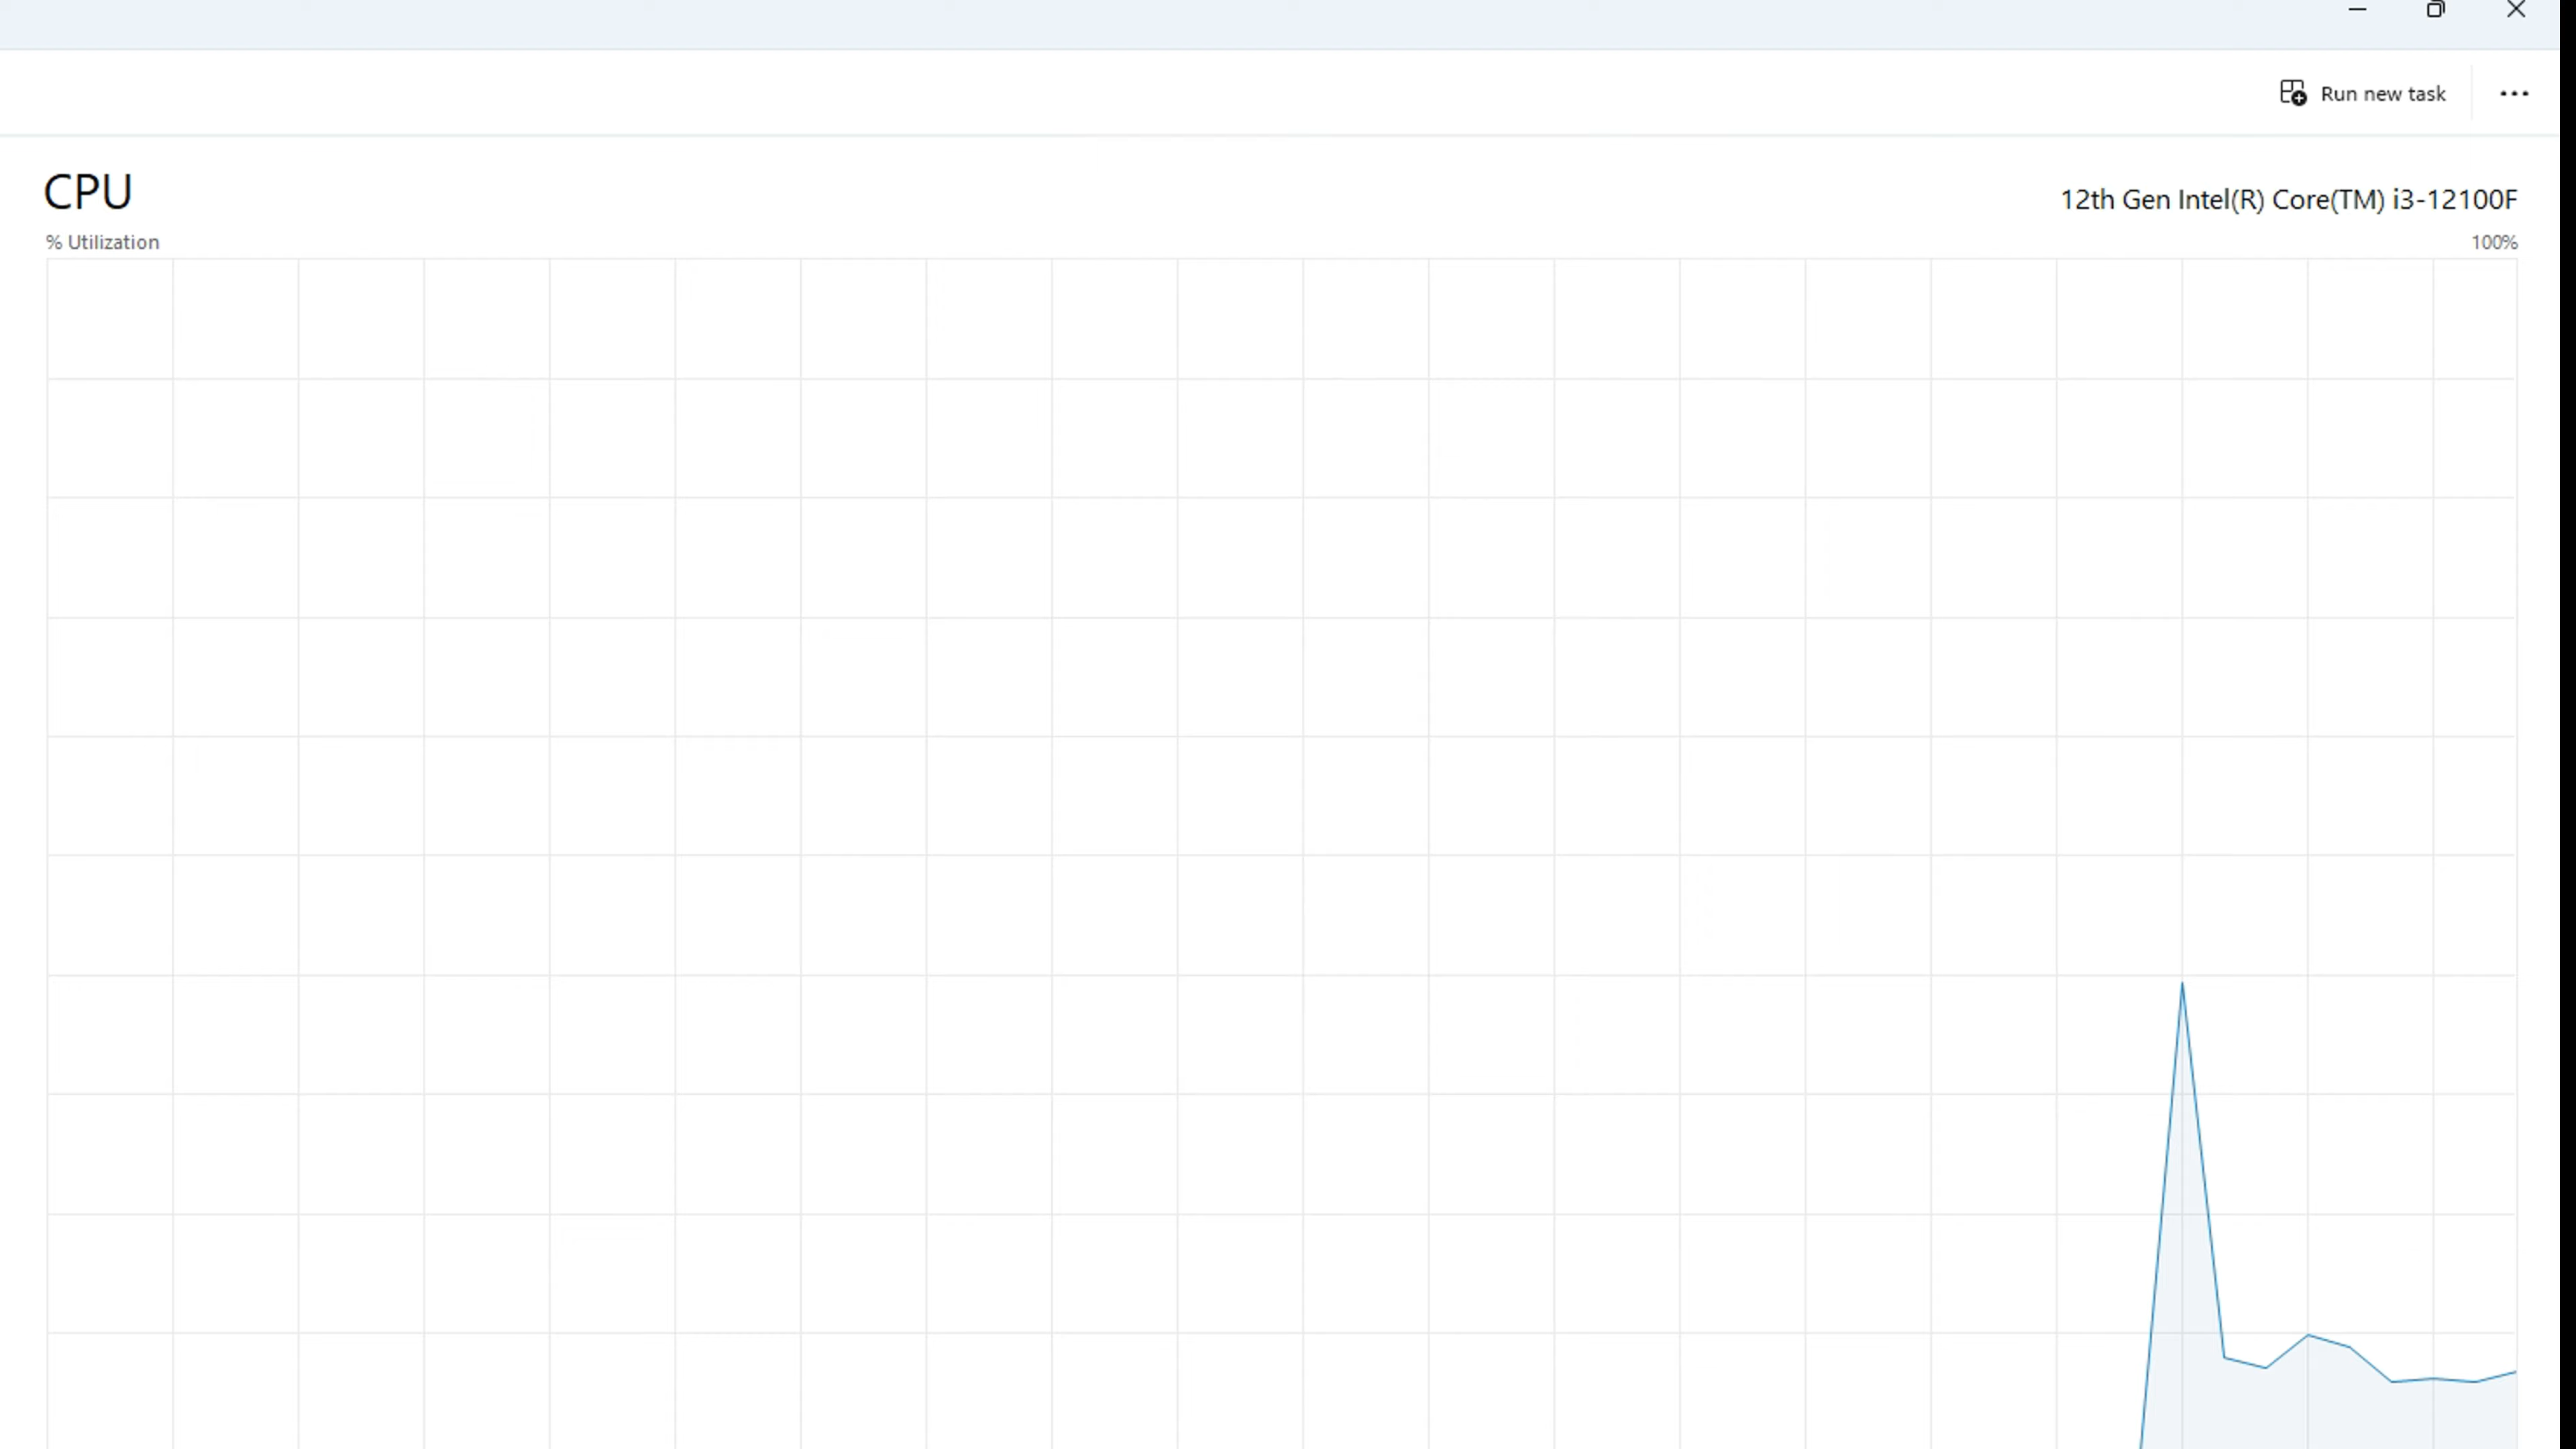 Run new task
CPU
12th Gen Intel(R) Core(TM) i3-12100F
% Utilization
100%